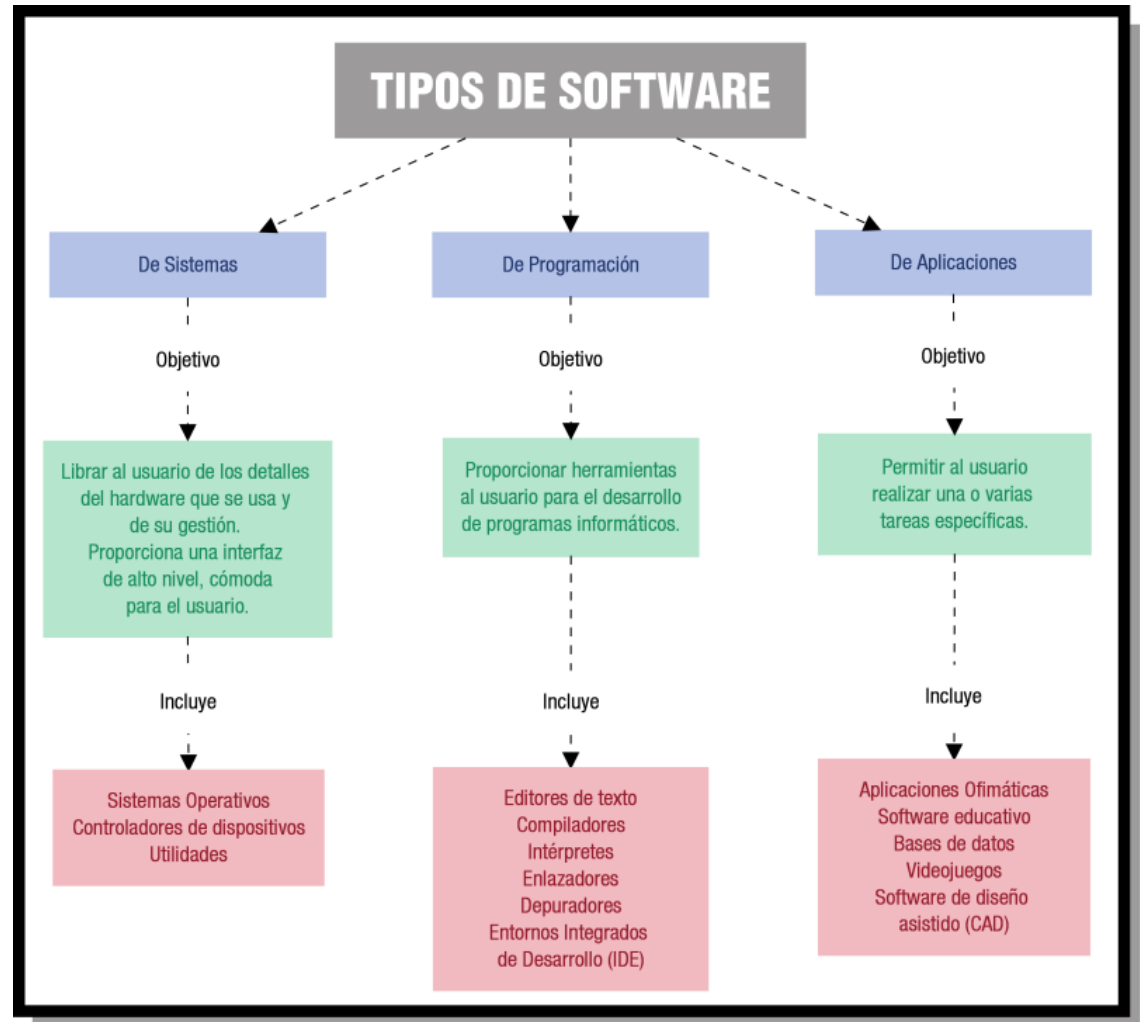 TIPOS DE SOFTWARE
De Sistemas
Objetivo
Librar al usuario de los detalles
del hardware que se usa y
de su gestión.
Proporciona una interfaz
de alto nivel, cómoda
para el usuario.
Incluye
Sistemas Operativos
Controladores de dispositivos
Utilidades
De Programación
Objetivo
Proporcionar herramientas
al usuario para el desarrollo
de programas informáticos.
Incluye
Editores de texto
Compiladores
Intérpretes
Enlazadores
Depuradores
Entornos Integrados
de Desarrollo (IDE)
De Aplicaciones
Objetivo
Permitir al usuario
realizar una o varias
tareas específicas.
Incluye
Aplicaciones Ofimáticas
Software educativo
Bases de datos
Videojuegos
Software de diseño
asistido (CAD)